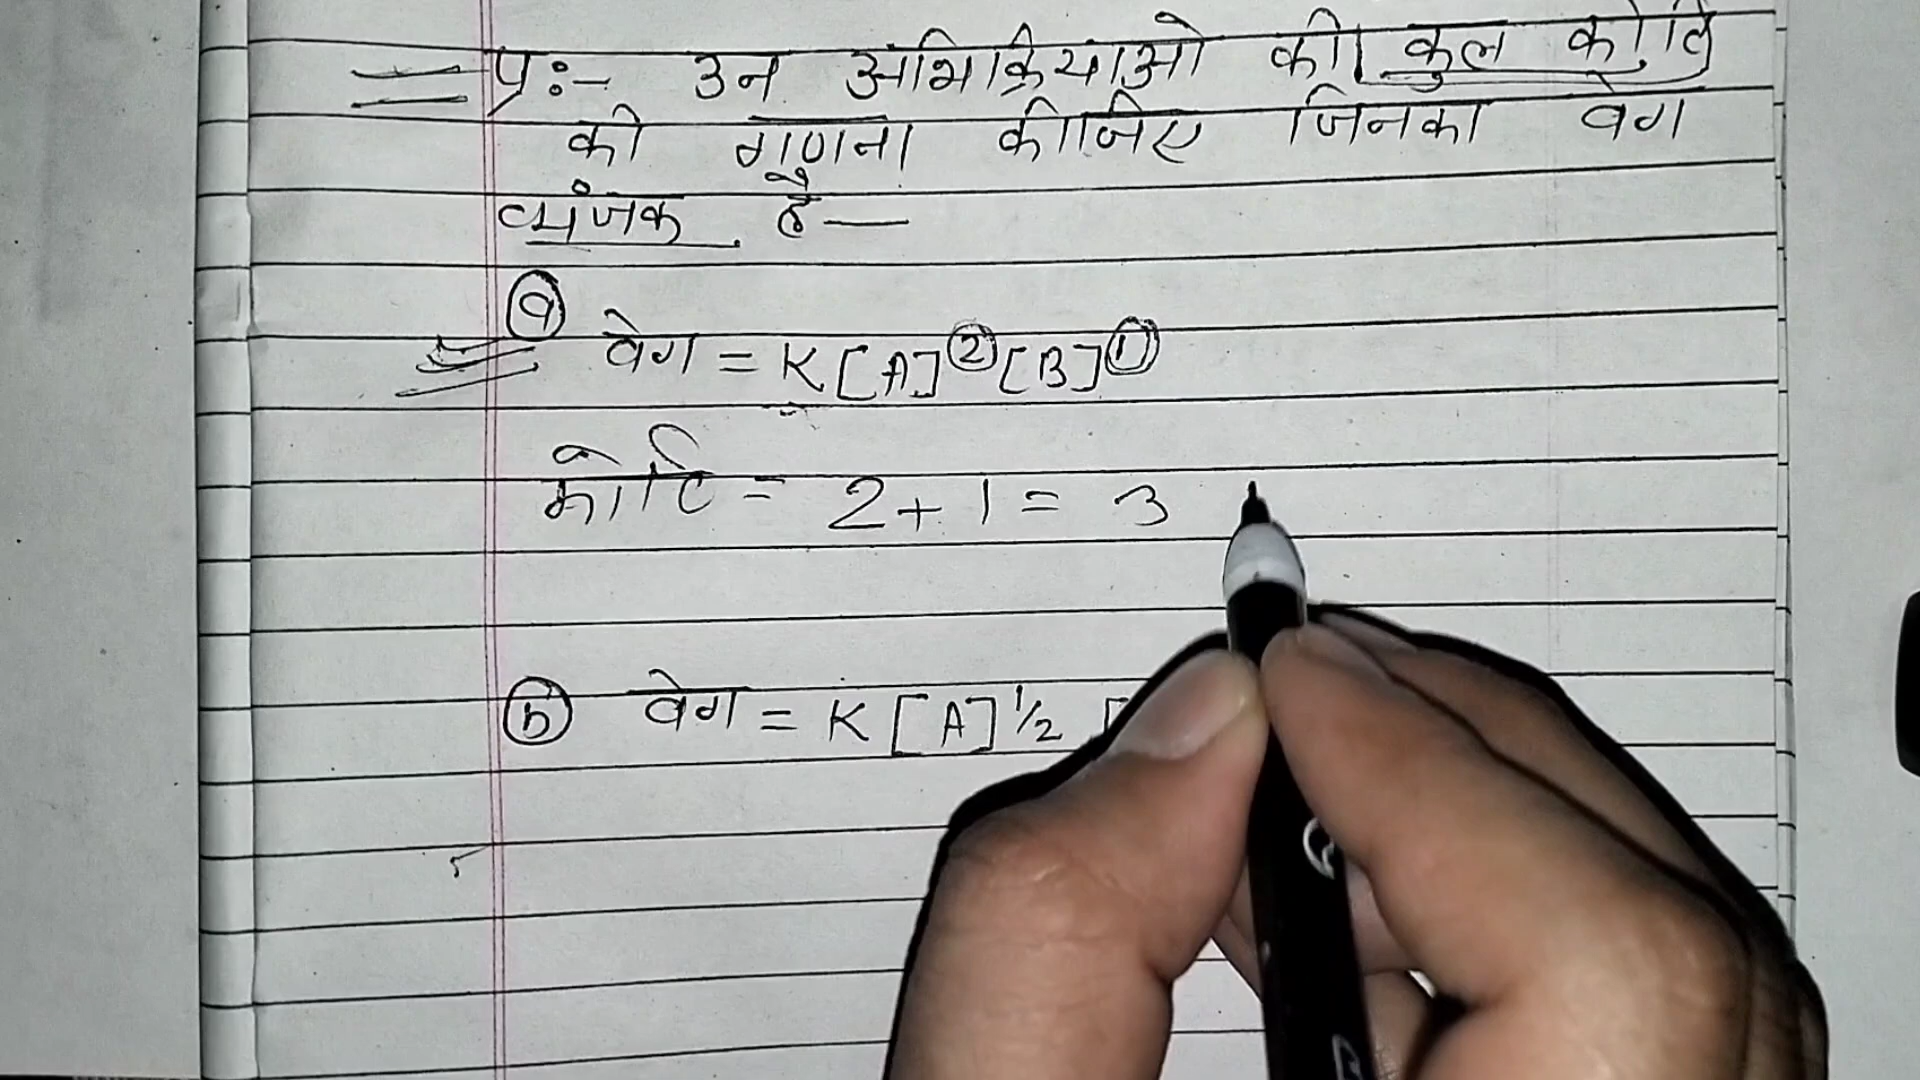 प्र:- उन अभिक्रियाओ की कुल कोटि
की गणना कीजिए जिनका वेग
व्यंजक है—
a
वेग = K[A]²[B]¹
कोटि = 2+1 = 3
b वेग = K[A]1/2 [